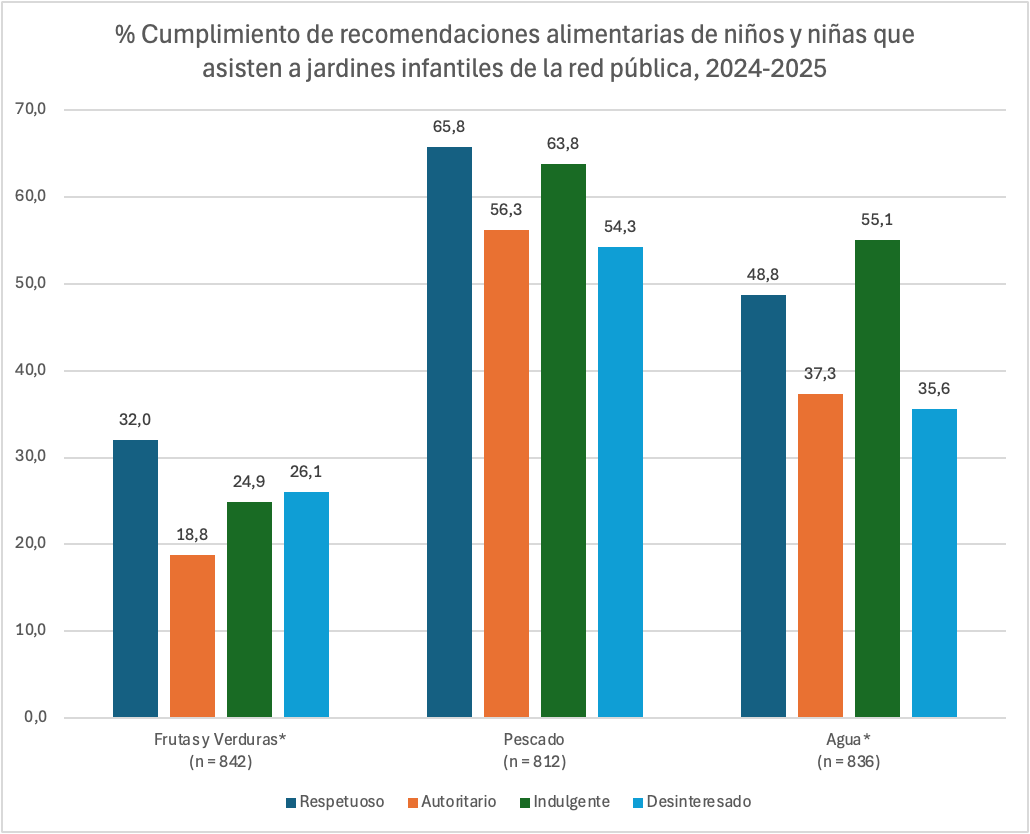 % Cumplimiento de recomendaciones alimentarias de niños y niñas que
asisten a jardines infantiles de la red pública, 2024-2025
70,0
60,0
50,0
40,0
30,0
20,0
10,0
0,0
32,0
18,8
24,9
26,1
65,8
56,3
63,8
54,3
48,8
37,3
55,1
35,6
Frutas y Verduras*
(n = 842)
Pescado
(n = 812)
Agua*
(n = 836)
Respetuoso Autoritario Indulgente Desinteresado